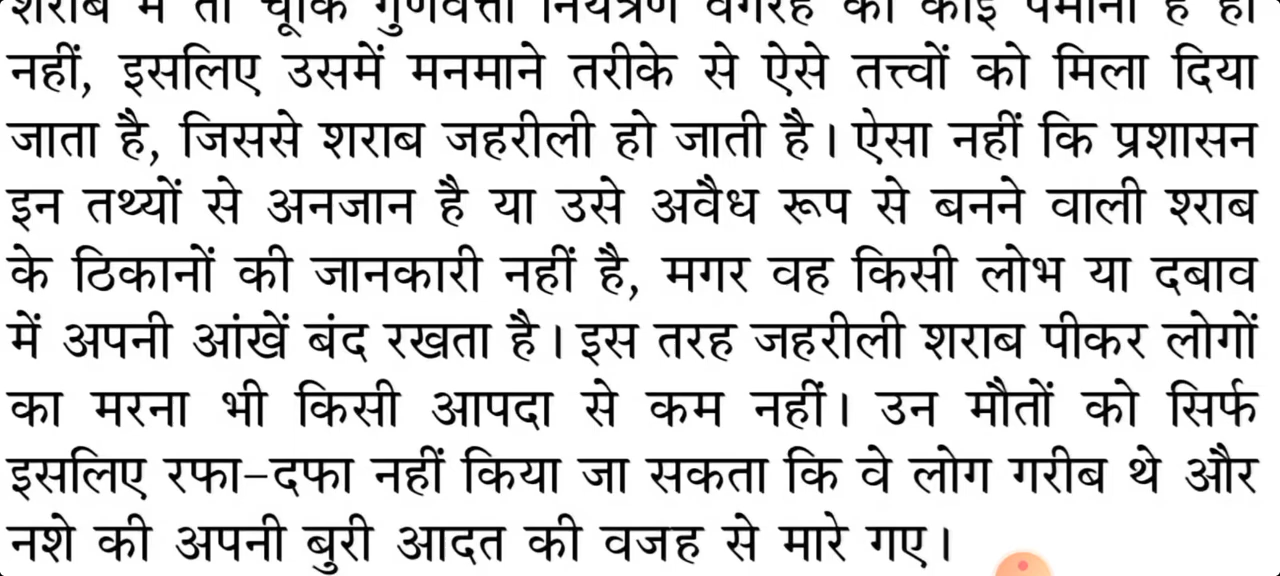 शराब में तो चूंकि गुणवत्ता नियंत्रण वगैरह का कोई पैमाना है ही
नहीं, इसलिए उसमें मनमाने तरीके से ऐसे तत्त्वों को मिला दिया
जाता है, जिससे शराब जहरीली हो जाती है। ऐसा नहीं कि प्रशासन
इन तथ्यों से अनजान है या उसे अवैध रूप से बनने वाली श्राब
के ठिकानों की जानकारी नहीं है, मगर वह किसी लोभ या दबाव
में अपनी आंखें बंद रखता है। इस तरह जहरीली शराब पीकर लोगों
का मरना भी किसी आपदा से कम नहीं। उन मौतों को सिर्फ
इसलिए रफा-दफा नहीं किया जा सकता कि वे लोग गरीब थे और
नशे की अपनी बुरी आदत की वजह से मारे गए।